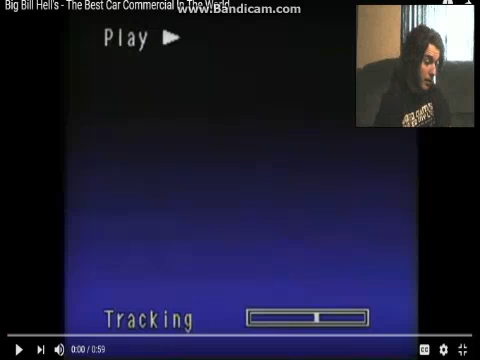 Big Bill Hell's - The Best Car Commercial In The World
www.Bandicam.com
Play
Tracking
0:00 / 0:59
CC